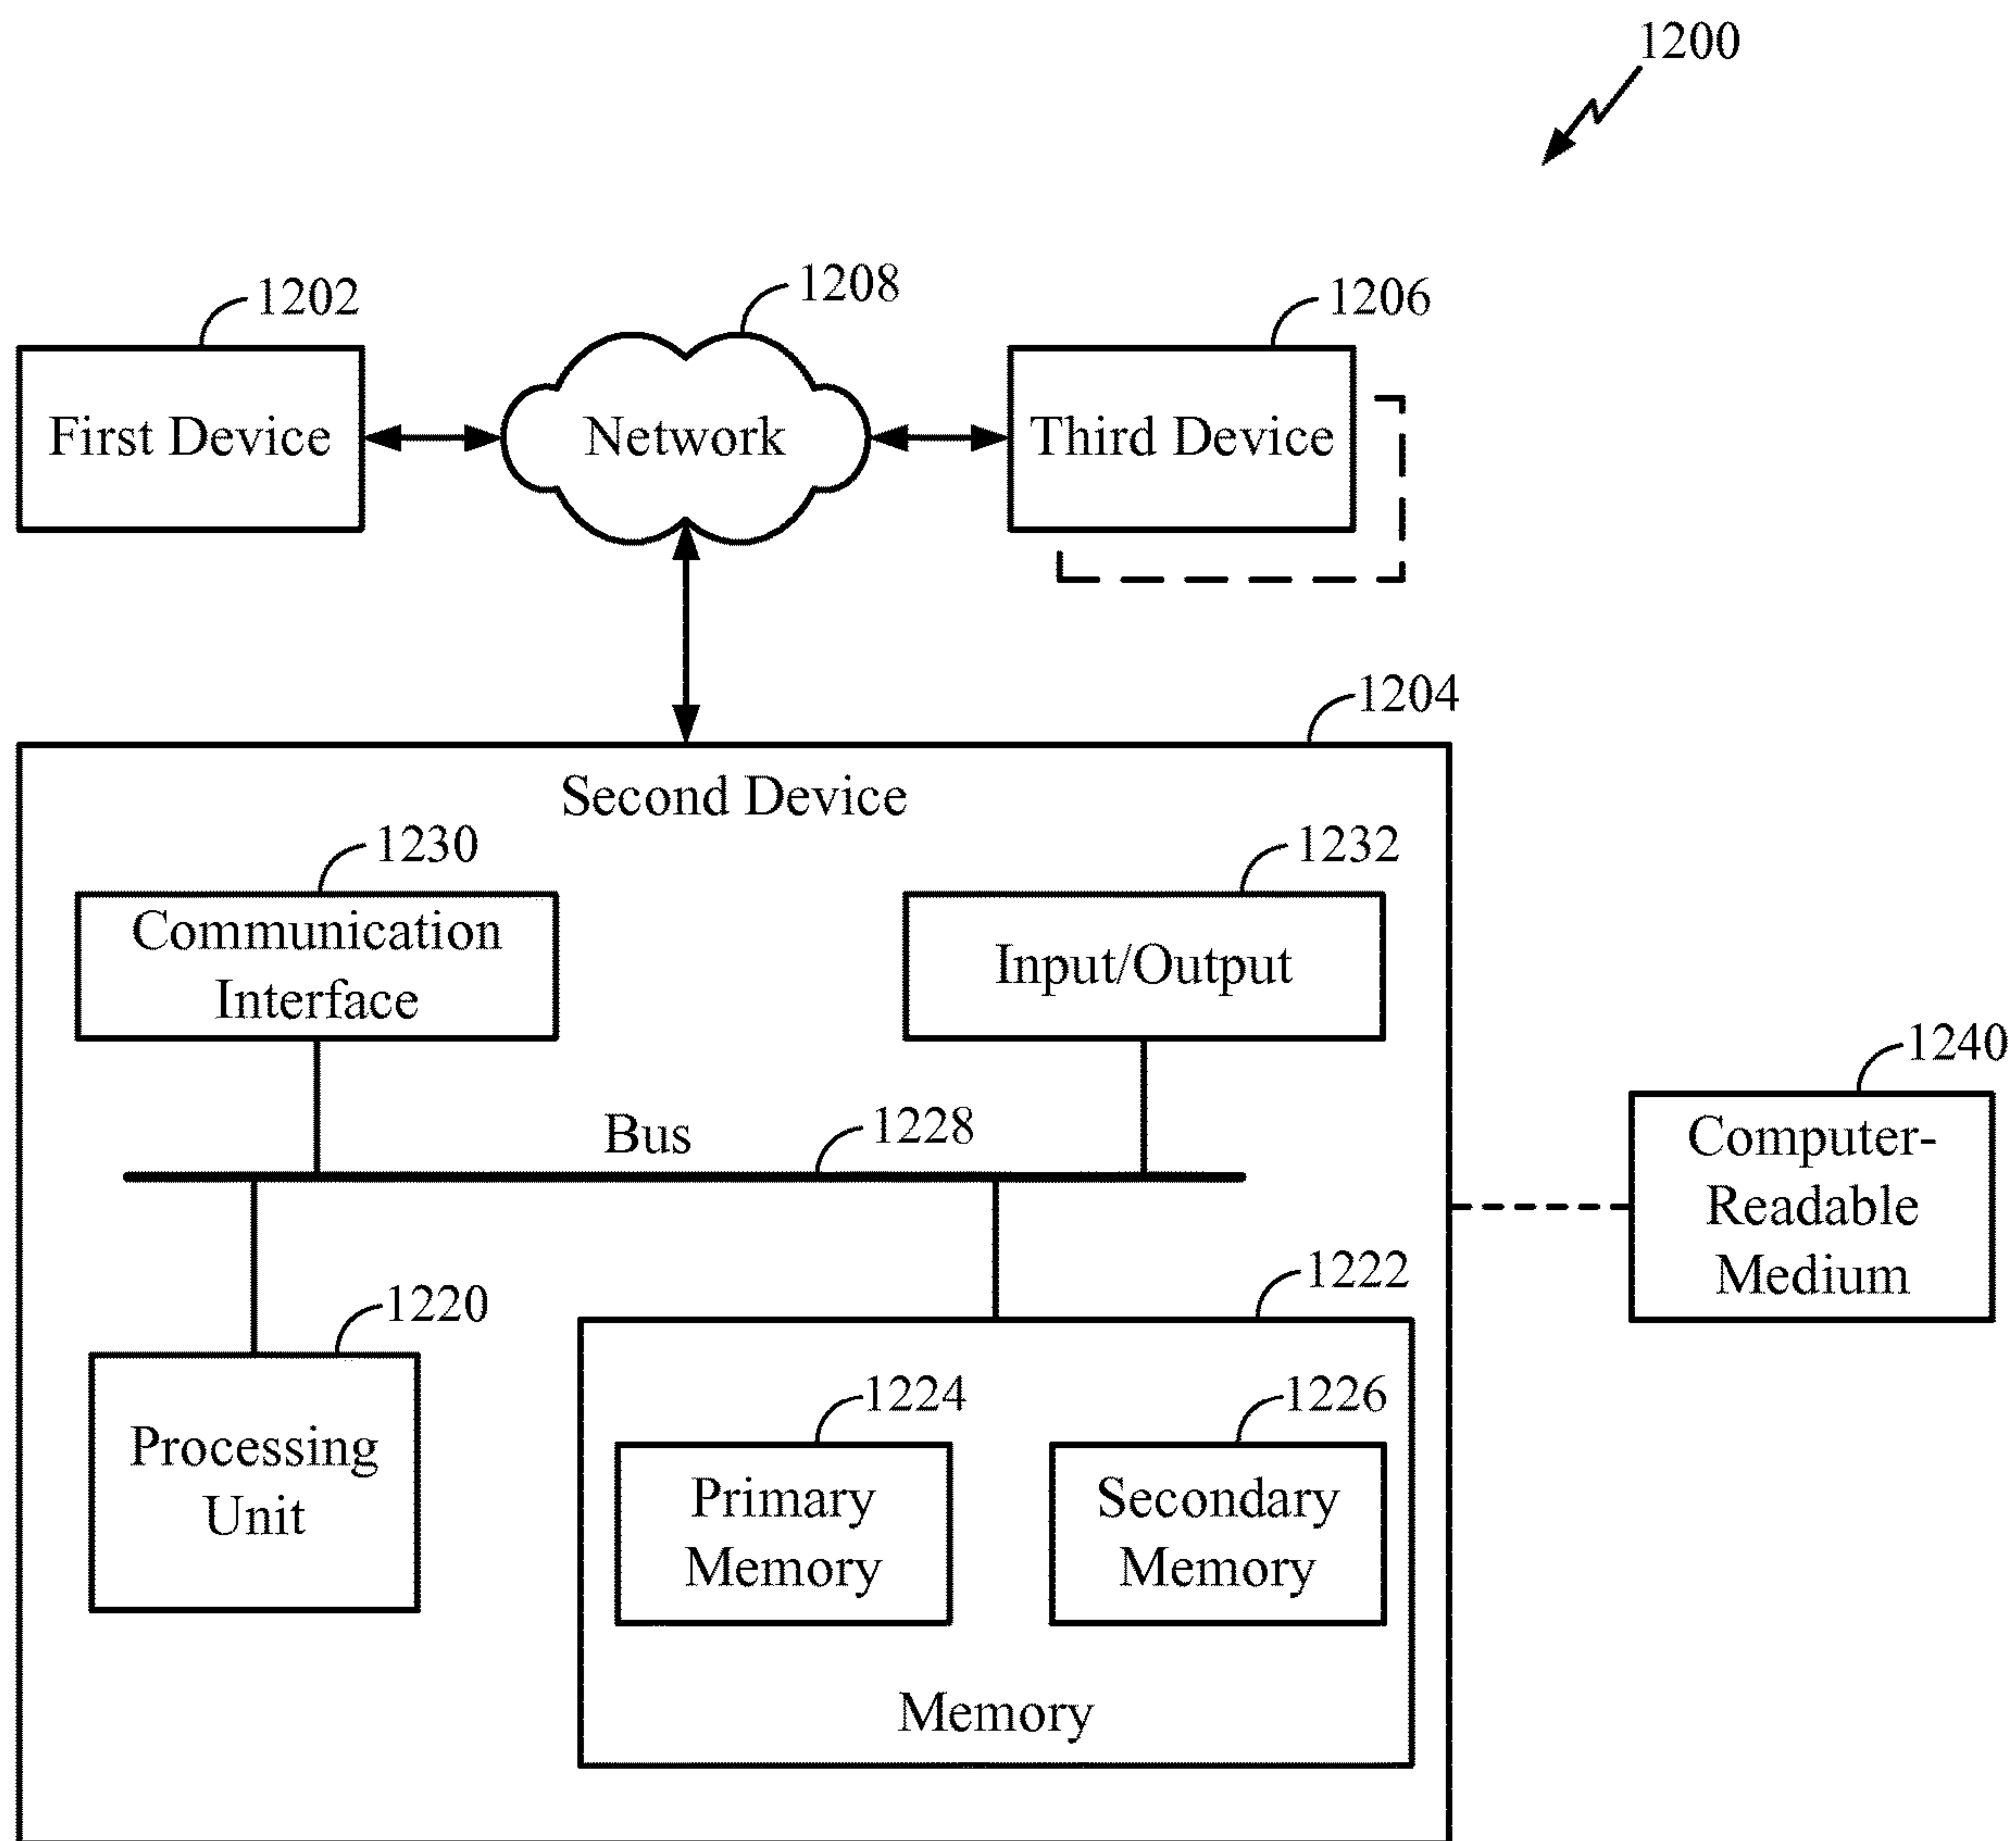 1200
1202
1208
1206
First Device
Network
Third Device
1204
Second Device
1230
1232
Communication
Interface
Input/Output
1240
Computer-
Readable
Medium
Bus
1228
1220
1222
Processing
Unit
1224
1226
Primary
Memory
Secondary
Memory
Memory